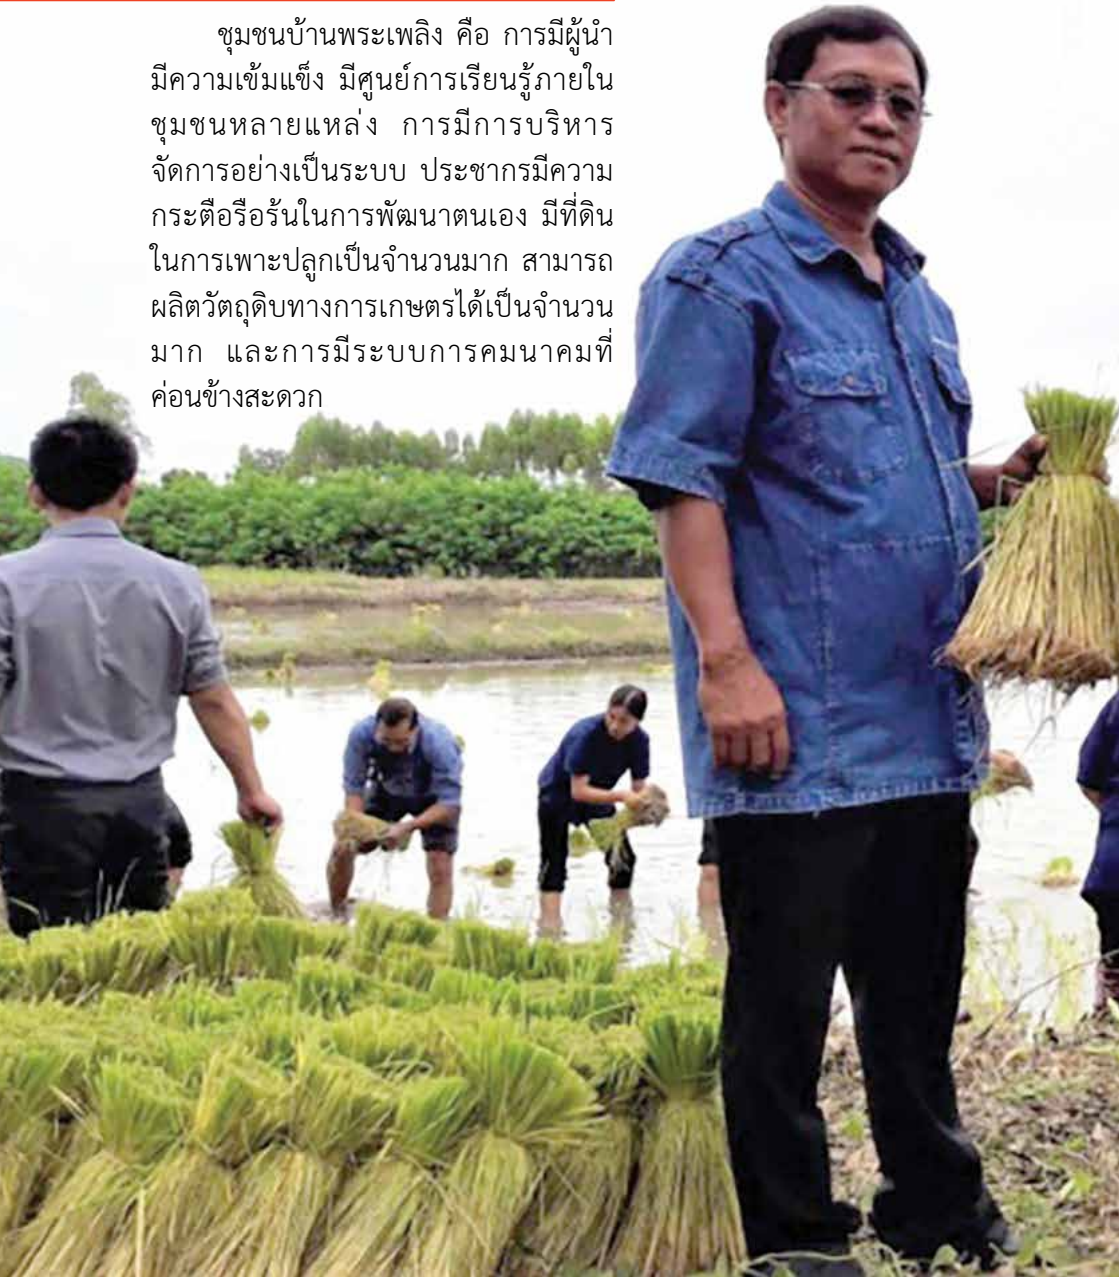 ชุมชนบ้านพระเพลิง คือ การมีผู้นำ
มีความเข้มแข็ง มีศูนย์การเรียนรู้ภายใน
ชุมชนหลายแหล่ง การมีการบริหาร
จัดการอย่างเป็นระบบ ประชากรมีความ
กระตือรือร้นในการพัฒนาตนเอง มีที่ดิน
ในการเพาะปลูกเป็นจำนวนมาก สามารถ
ผลิตวัตถุดิบทางการเกษตรได้เป็นจำนวน
มาก และการมีระบบการคมนาคมที่
ค่อนข้างสะดวก